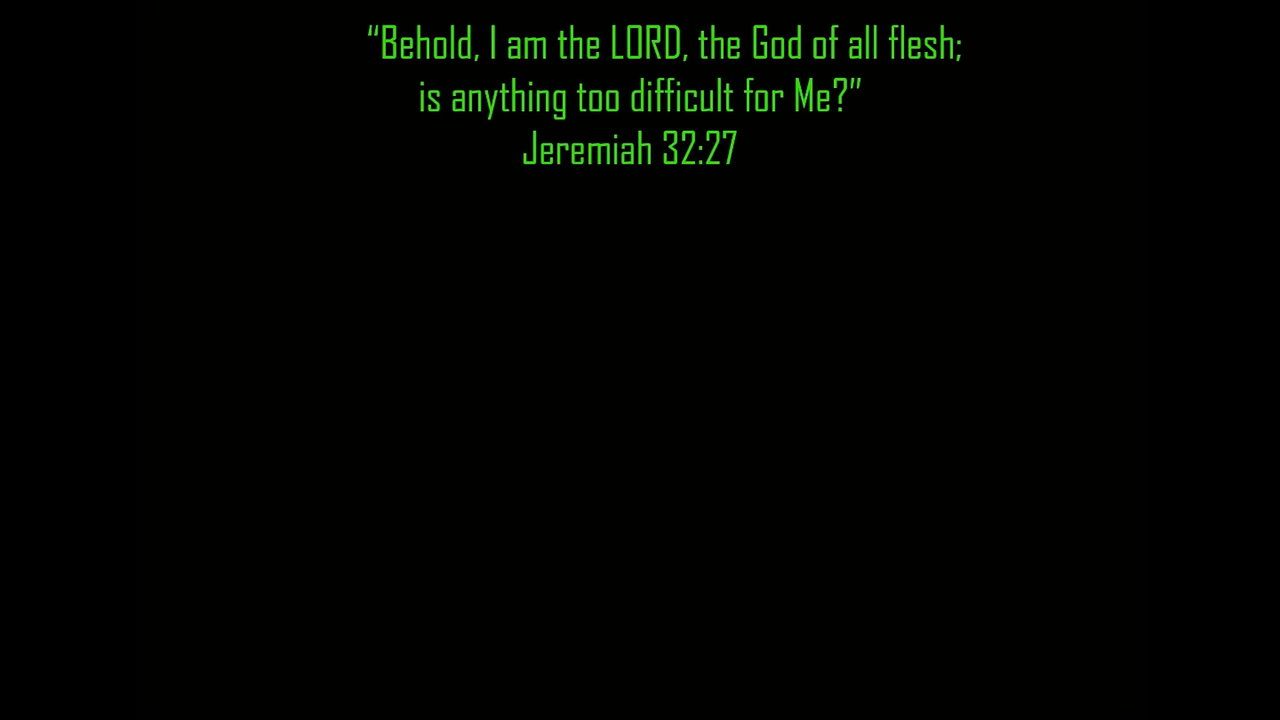 “Behold, I am the LORD, the God of all flesh;
is anything too difficult for Me?”
Jeremiah 32:27